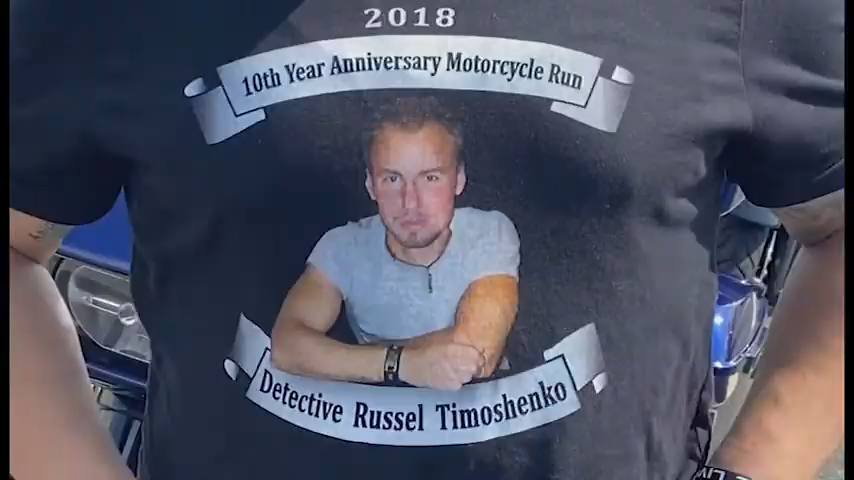 2018
10th Year Anniversary Motorcycle Run
Detective Russel Timoshenko